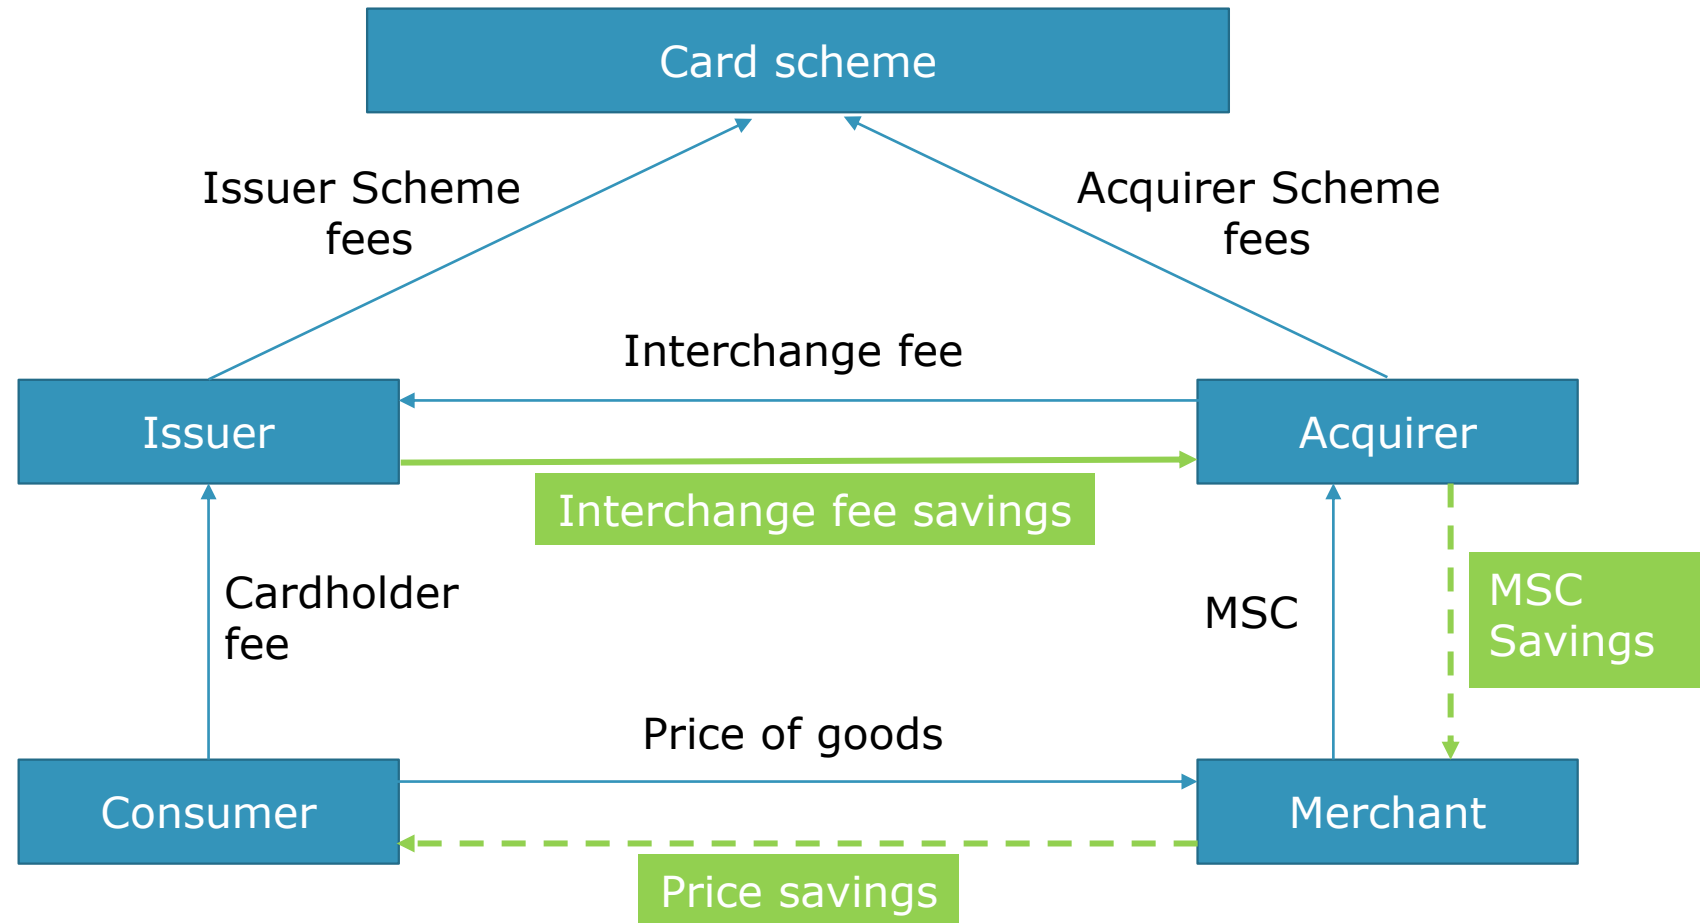 Card scheme
Issuer Scheme
fees
Acquirer Scheme
fees
Interchange fee
Issuer
Acquirer
Interchange fee savings
Cardholder
fee
MSC
MSC
Savings
Price of goods
Consumer
Merchant
Price savings